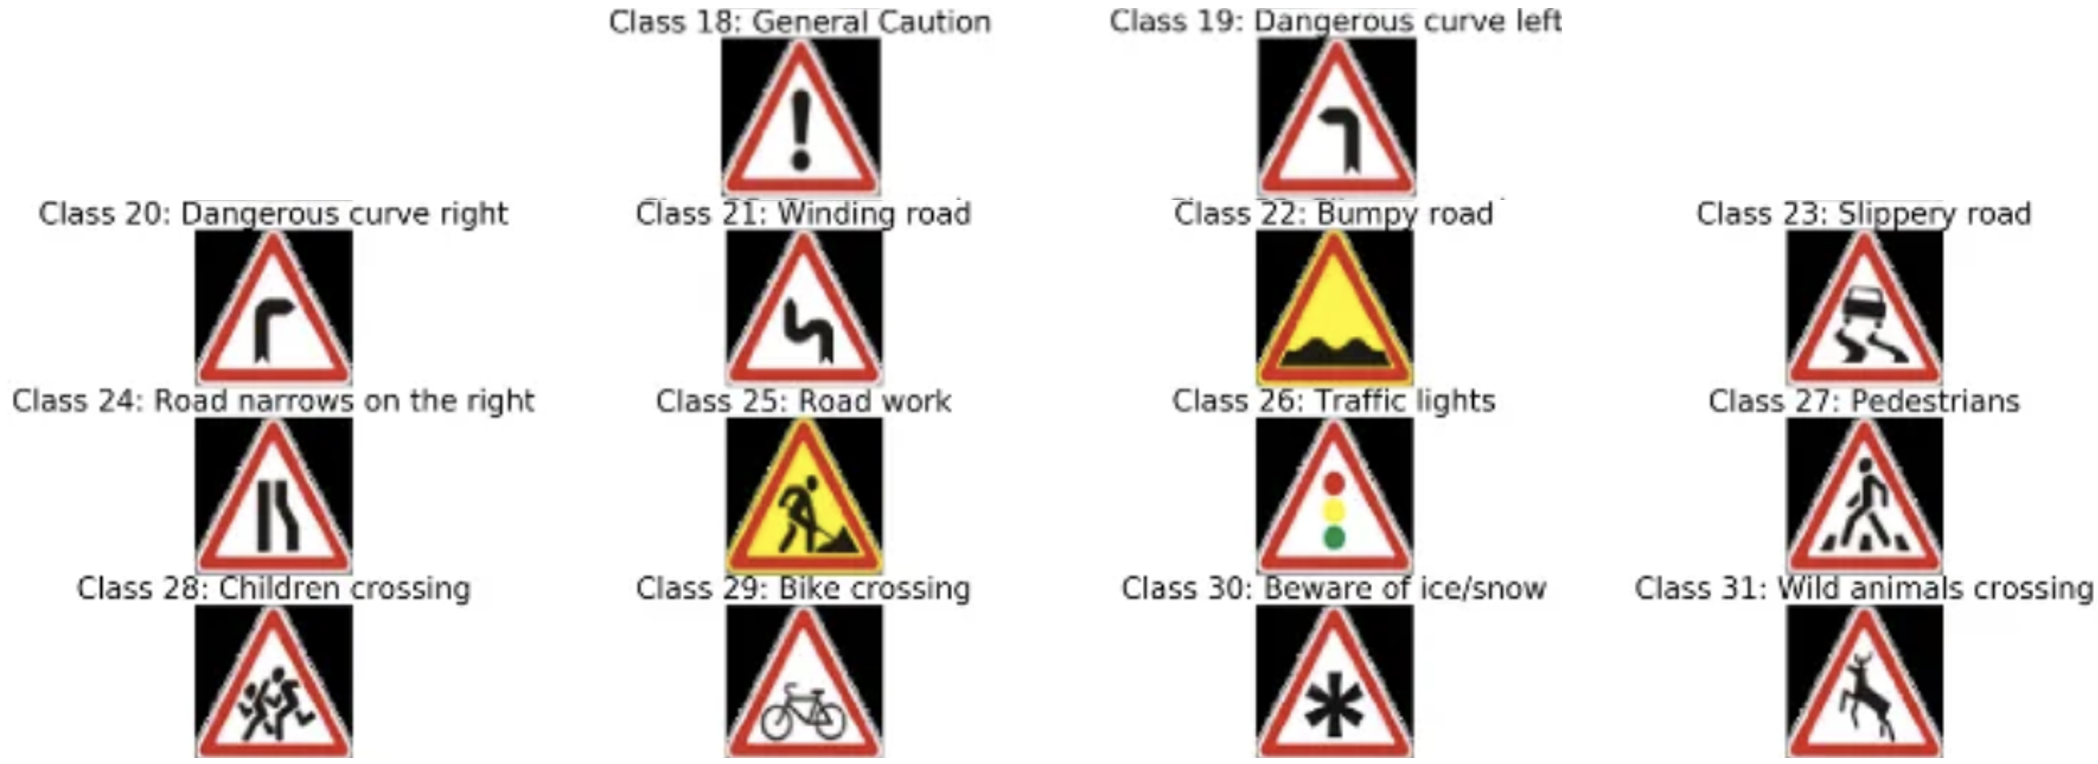 Class 18: General Caution
Class 19: Dangerous curve left
Class 20: Dangerous curve right
Class 21: Winding road
Class 22: Bumpy road
Class 23: Slippery road
Class 24: Road narrows on the right
Class 25: Road work
Class 26: Traffic lights
Class 27: Pedestrians
Class 28: Children crossing
Class 29: Bike crossing
Class 30: Beware of ice/snow
Class 31: Wild animals crossing